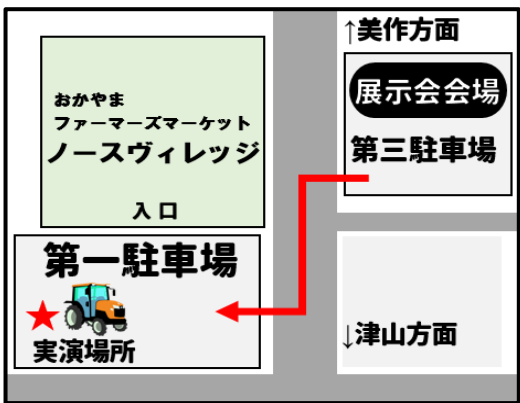 おかやま
ファーマーズマーケット
ノースヴィレッジ
入口
第一駐車場
★
実演場所
↑美作方面
展示会会場
第三駐車場
↓津山方面